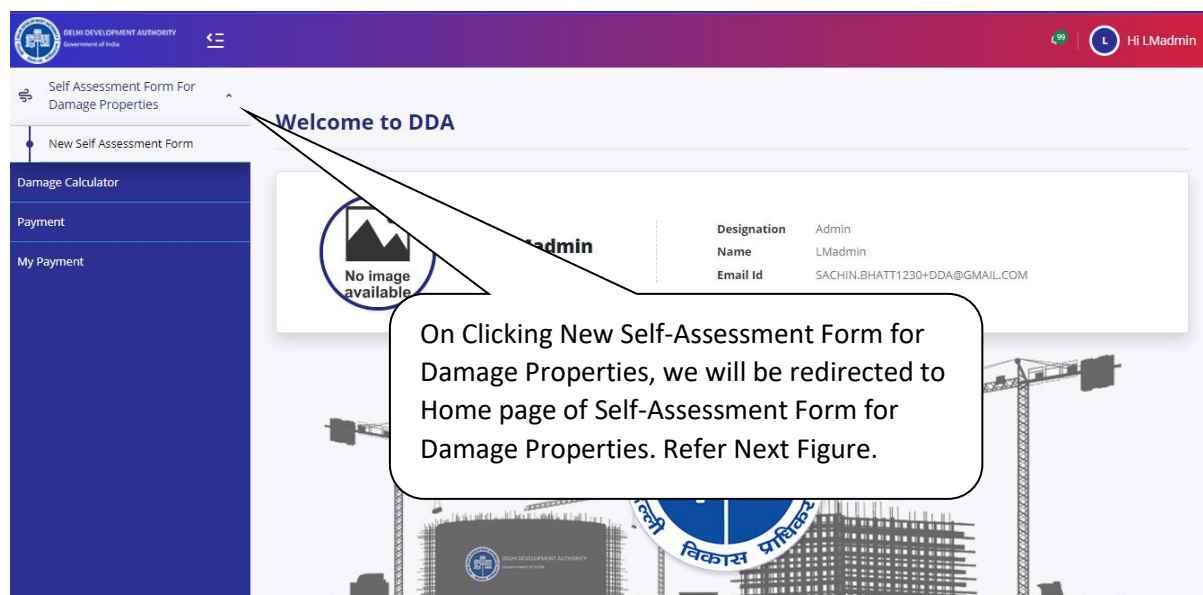 DELHI DEVELOPMENT AUTHORITY
Government of India
99
L
Hi LMadmin
Self Assessment Form For
Damage Properties
New Self Assessment Form
Damage Calculator
Payment
My Payment
Welcome to DDA
No image
available
admin
Designation Admin
Name LMadmin
Email Id SACHIN.BHATT1230+DDA@GMAIL.COM
On Clicking New Self-Assessment Form for
Damage Properties, we will be redirected to
Home page of Self-Assessment Form for
Damage Properties. Refer Next Figure.
विकास
DELHI DEVELOPMENT AUTHORITY
Government of India